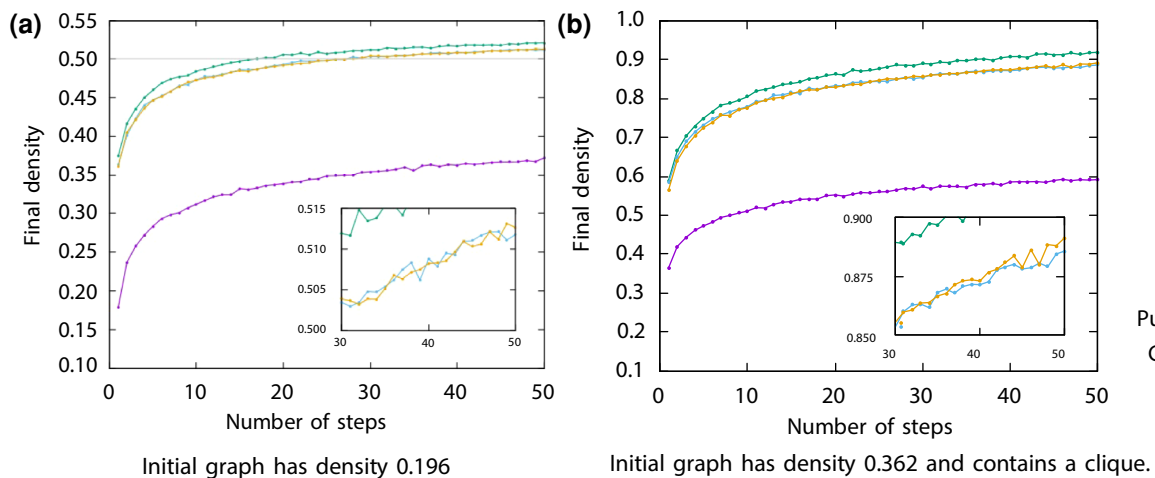 (a)
0.55
0.50
0.45
0.40
0.35
0.30
0.25
0.20
0.15
0.10
Final density
0 10 20 30 40 50
Number of steps
0.515
0.510
0.505
0.500
30 40 50
Initial graph has density 0.196
(b)
1.0
0.9
0.8
0.7
0.6
0.5
0.4
0.3
0.2
0.1
Final density
0 10 20 30 40 50
Number of steps
0.900
0.875
0.850
30 40 50
Initial graph has density 0.362 and contains a clique.